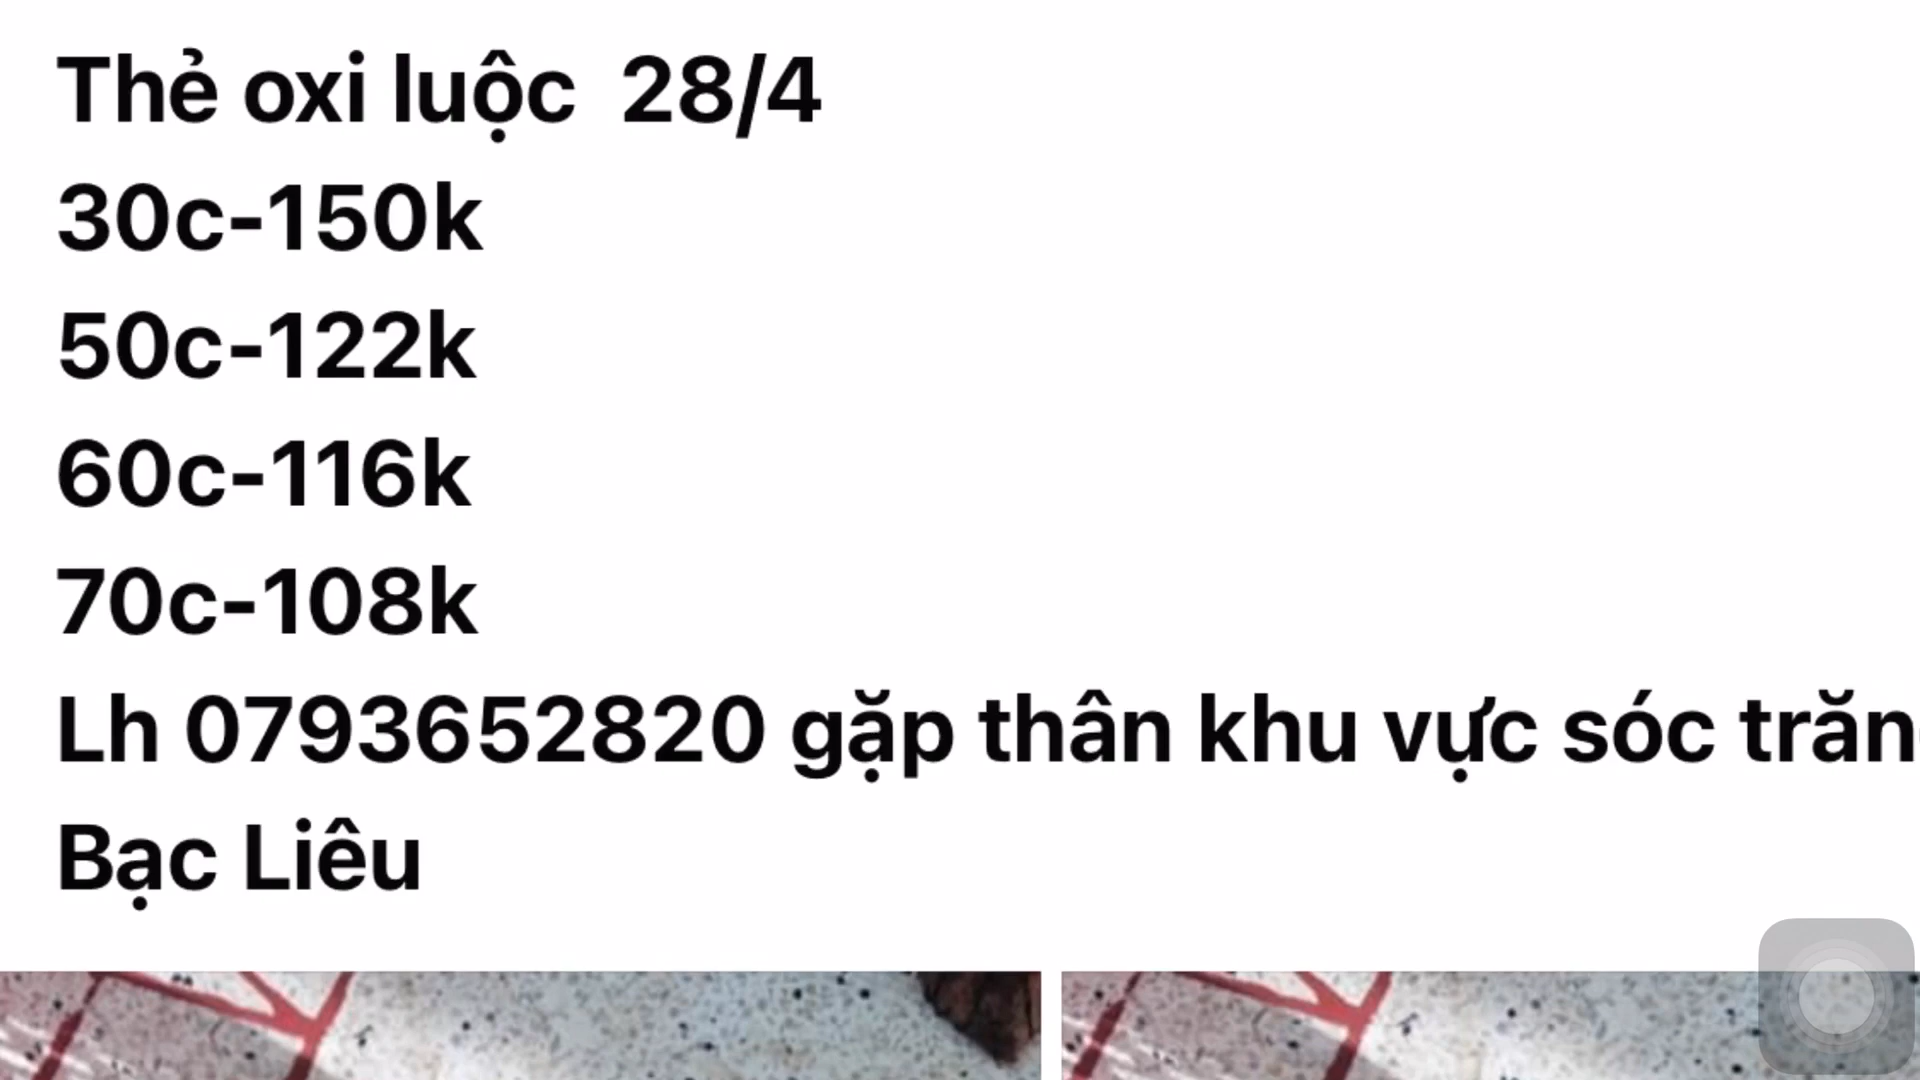 Thẻ oxi luộc 28/4
30c-150k
50c-122k
60c-116k
70c-108k
Lh 0793652820 gặp thân khu vực sóc trăn
Bạc Liêu